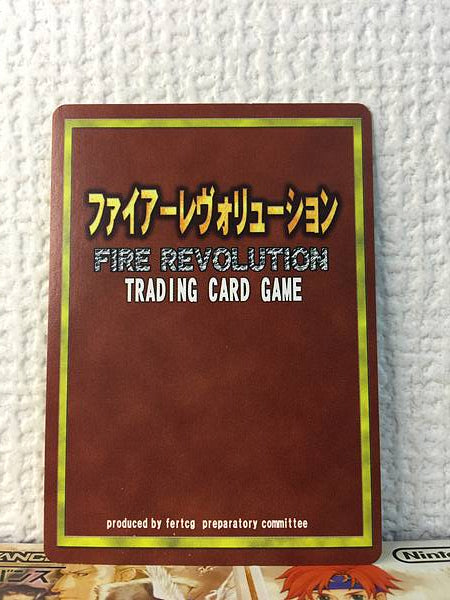 ファイアーレヴォリューション
FIRE REVOLUTION
TRADING CARD GAME
produced by fertcg preparatory committee